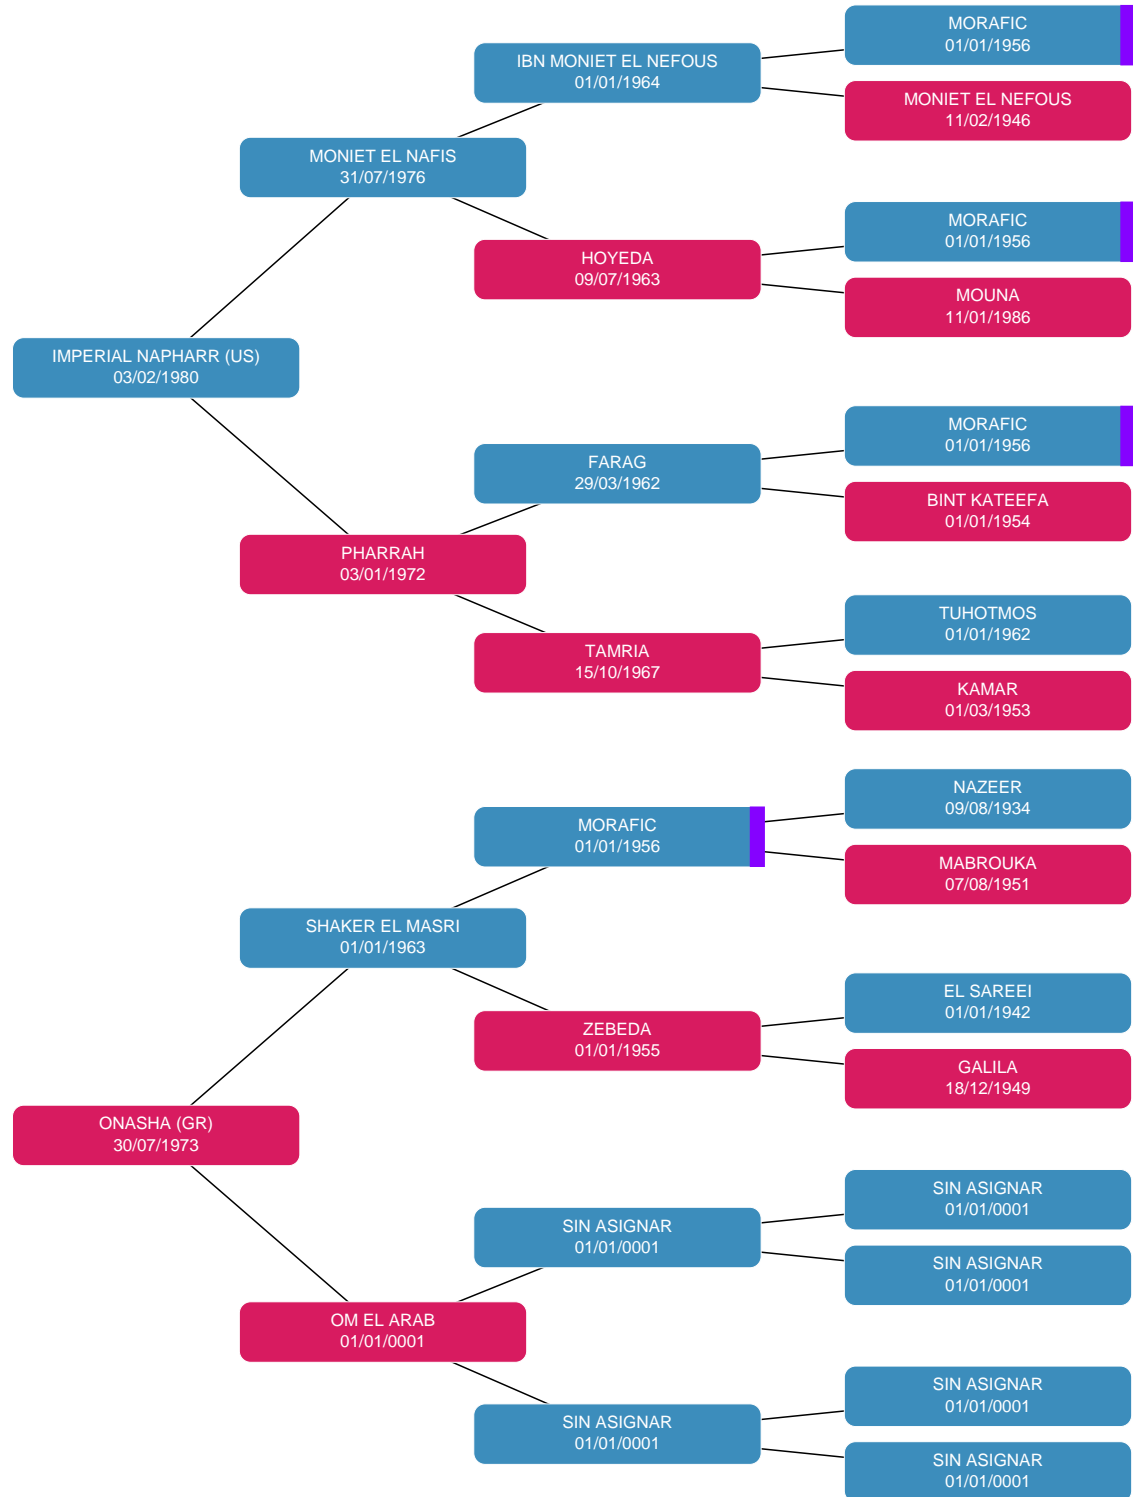 MORAFIC
01/01/1956
IBN MONIET EL NEFOUS
01/01/1964
MONIET EL NEFOUS
11/02/1946
MONIET EL NAFIS
31/07/1976
MORAFIC
01/01/1956
HOYEDA
09/07/1963
MOUNA
11/01/1986
IMPERIAL NAPHARR (US)
03/02/1980
MORAFIC
01/01/1956
FARAG
29/03/1962
BINT KATEEFA
01/01/1954
PHARRAH
03/01/1972
TUHOTMOS
01/01/1962
TAMRIA
15/10/1967
KAMAR
01/03/1953
NAZEER
09/08/1934
MORAFIC
01/01/1956
MABROUKA
07/08/1951
SHAKER EL MASRI
01/01/1963
EL SAREEI
01/01/1942
ZEBEDA
01/01/1955
GALILA
18/12/1949
ONASHA (GR)
30/07/1973
SIN ASIGNAR
01/01/0001
SIN ASIGNAR
01/01/0001
SIN ASIGNAR
01/01/0001
OM EL ARAB
01/01/0001
SIN ASIGNAR
01/01/0001
SIN ASIGNAR
01/01/0001
SIN ASIGNAR
01/01/0001